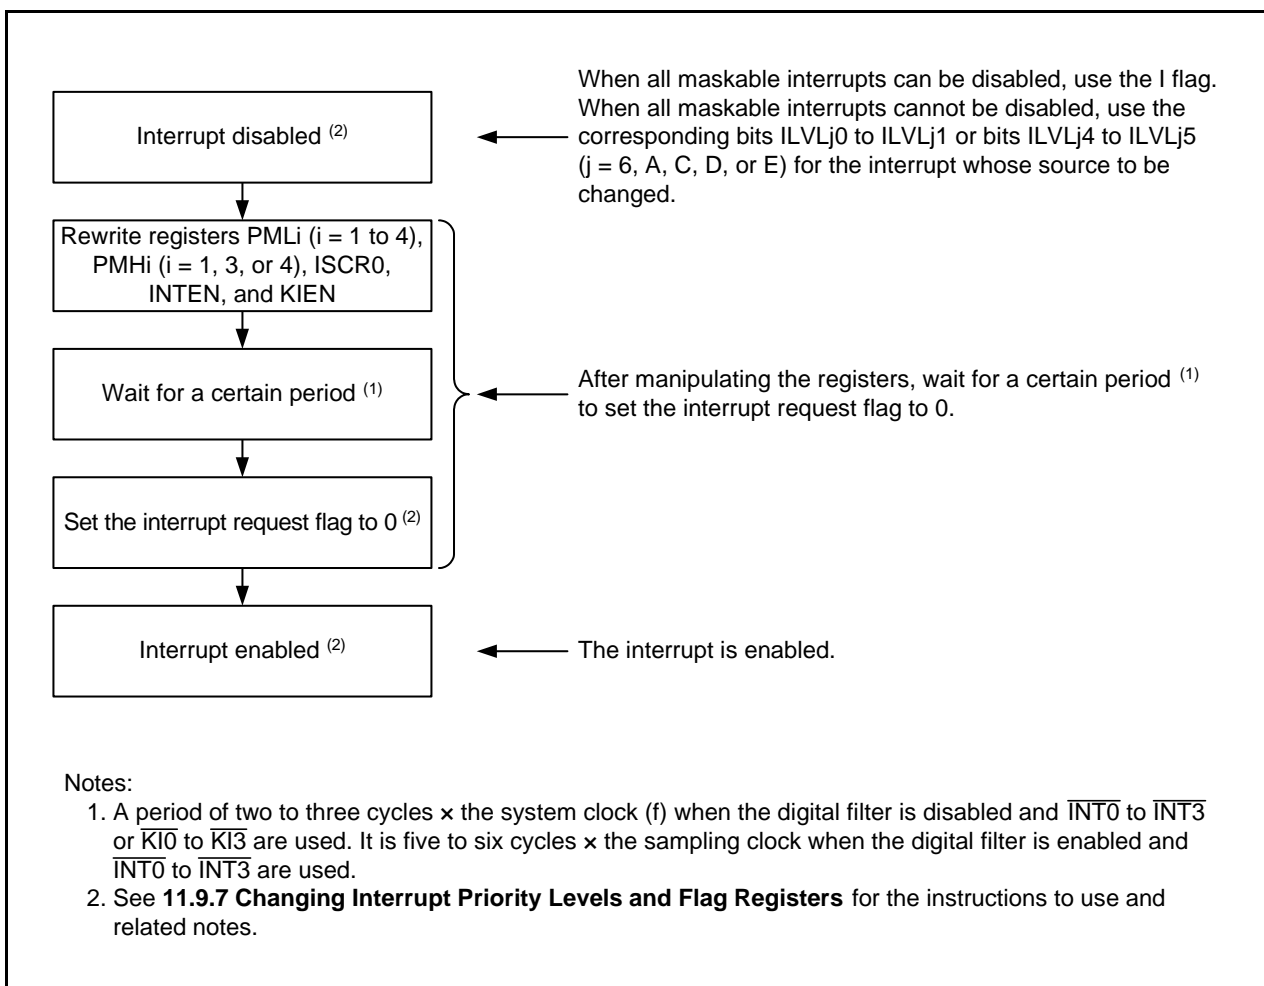 When all maskable interrupts can be disabled, use the I flag.
When all maskable interrupts cannot be disabled, use the
corresponding bits ILVLj0 to ILVLj1 or bits ILVLj4 to ILVLj5
(j = 6, A, C, D, or E) for the interrupt whose source to be
changed.
Interrupt disabled (2)
Rewrite registers PMLi (i = 1 to 4),
PMHi (i = 1, 3, or 4), ISCR0,
INTEN, and KIEN
Wait for a certain period (1)
After manipulating the registers, wait for a certain period (1)
to set the interrupt request flag to 0.
Set the interrupt request flag to 0 (2)
Interrupt enabled (2)
The interrupt is enabled.
Notes:
1. A period of two to three cycles × the system clock (f) when the digital filter is disabled and INT0 to INT3
or KI0 to KI3 are used. It is five to six cycles × the sampling clock when the digital filter is enabled and
INT0 to INT3 are used.
2. See 11.9.7 Changing Interrupt Priority Levels and Flag Registers for the instructions to use and
related notes.